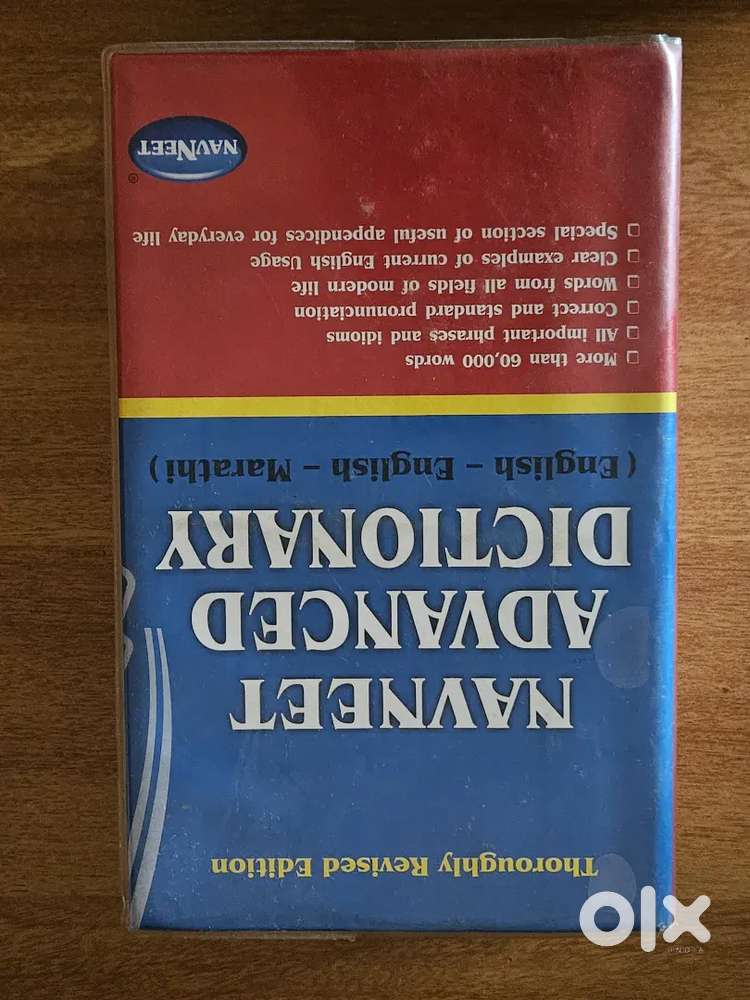 Thoroughly Revised Edition
NAVNEET
ADVANCED
DICTIONARY
( English – English – Marathi )
❑ More than 60,000 words
❑ All important phrases and idioms
❑ Correct and standard pronunciation
❑ Words from all fields of modern life
❑ Clear examples of current English Usage
❑ Special section of useful appendices for everyday life
NAVNEET
®
olx
INDIA